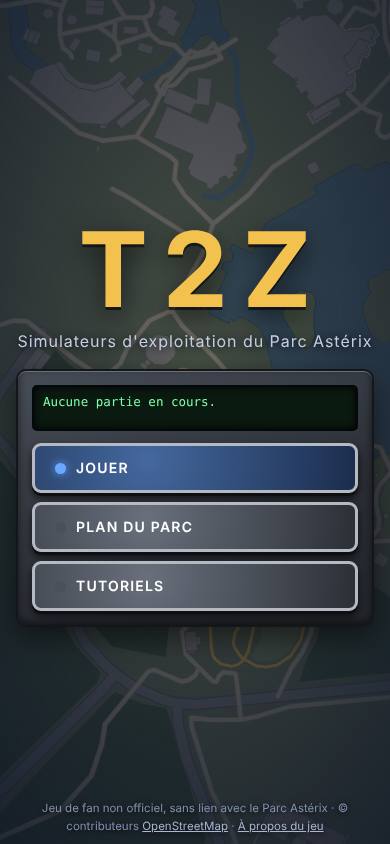 T2Z
Simulateurs d'exploitation du Parc Astérix
Aucune partie en cours.
JOUER
PLAN DU PARC
TUTORIELS
Jeu de fan non officiel, sans lien avec le Parc Astérix · ©
contributeurs OpenStreetMap · À propos du jeu